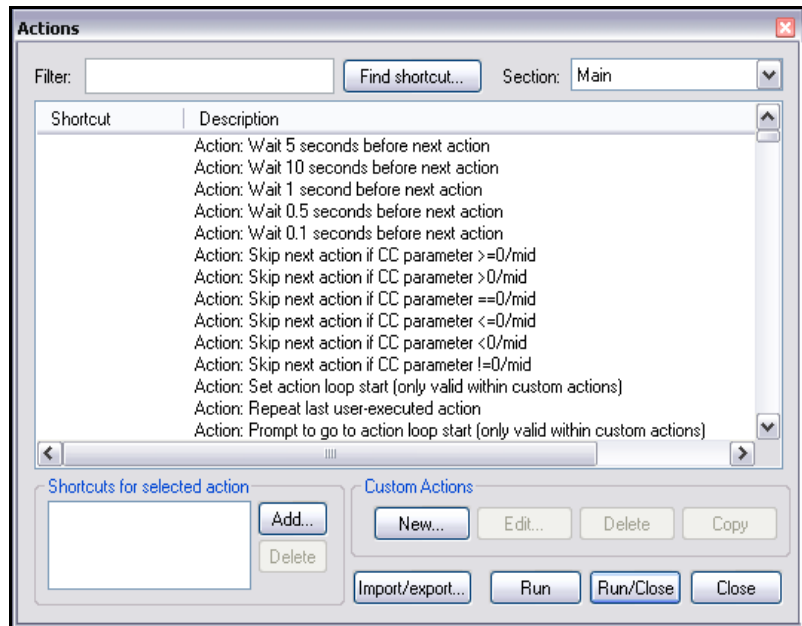 Actions
Filter: Find shortcut... Section: Main
Shortcut Description
Action: Wait 5 seconds before next action
Action: Wait 10 seconds before next action
Action: Wait 1 second before next action
Action: Wait 0.5 seconds before next action
Action: Wait 0.1 seconds before next action
Action: Skip next action if CC parameter >=0/mid
Action: Skip next action if CC parameter >0/mid
Action: Skip next action if CC parameter ==0/mid
Action: Skip next action if CC parameter <=0/mid
Action: Skip next action if CC parameter <0/mid
Action: Skip next action if CC parameter !=0/mid
Action: Set action loop start (only valid within custom actions)
Action: Repeat last user-executed action
Action: Prompt to go to action loop start (only valid within custom actions)
Shortcuts for selected action
Add...
Delete
Custom Actions
New... Edit... Delete Copy
Import/export... Run Run/Close Close